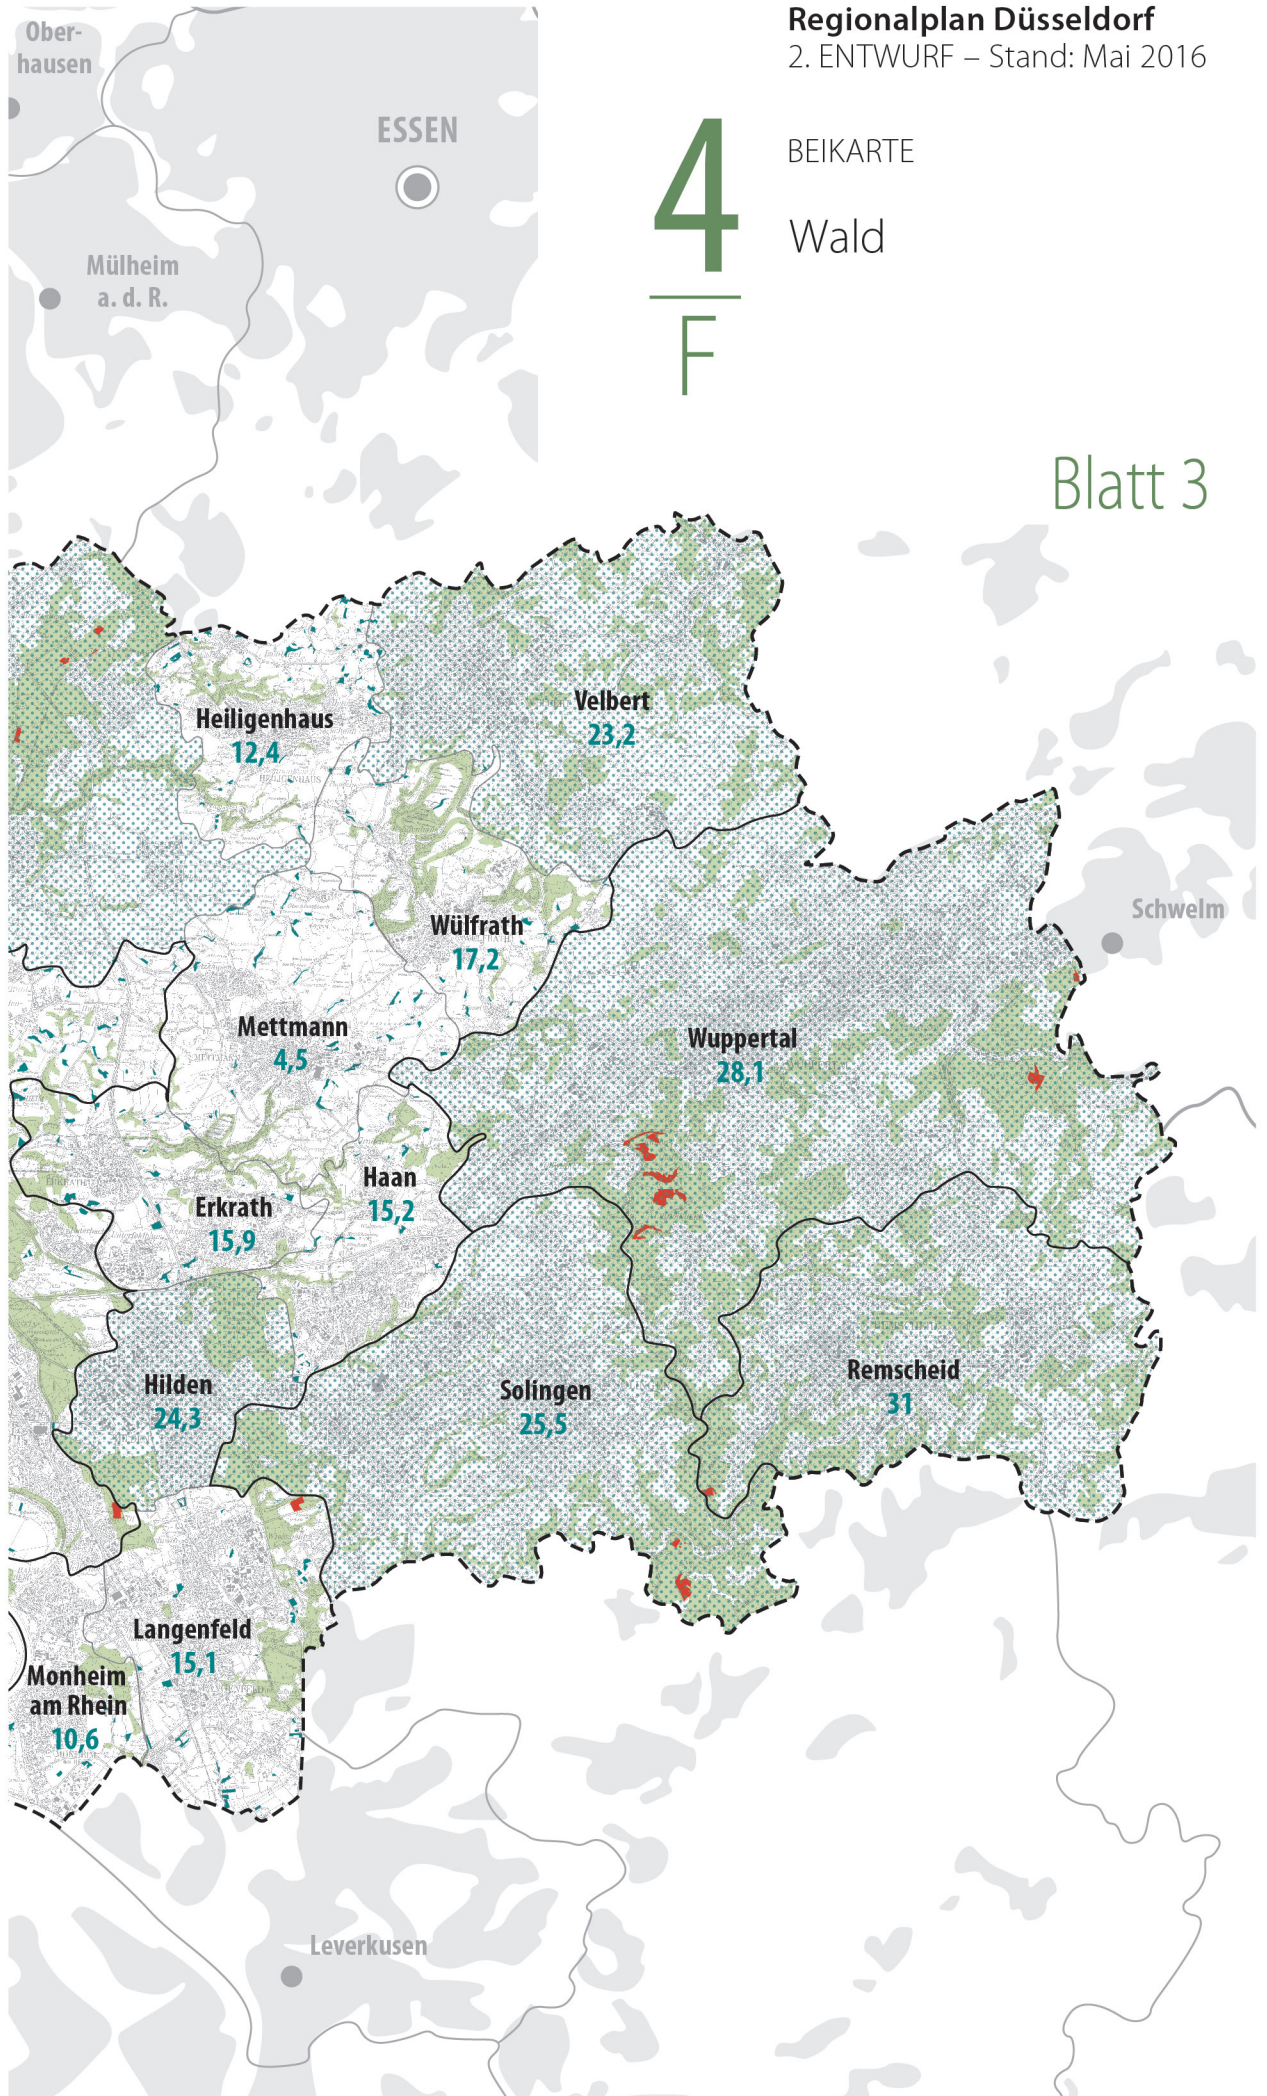 Regionalplan Düsseldorf
2. ENTWURF – Stand: Mai 2016
4
F
BEIKARTE
Wald
Blatt 3
Ober-
hausen
ESSEN
Mülheim
a. d. R.
Velbert
23,2
Heiligenhaus
12,4
HEILIGENHAUS
Wülfrath
17,2
Schwelm
Mettmann
4,5
Wuppertal
28,1
Haan
15,2
Erkrath
15,9
Hilden
24,3
Solingen
25,5
Remscheid
31
Langenfeld
15,1
Monheim
am Rhein
10,6
Leverkusen